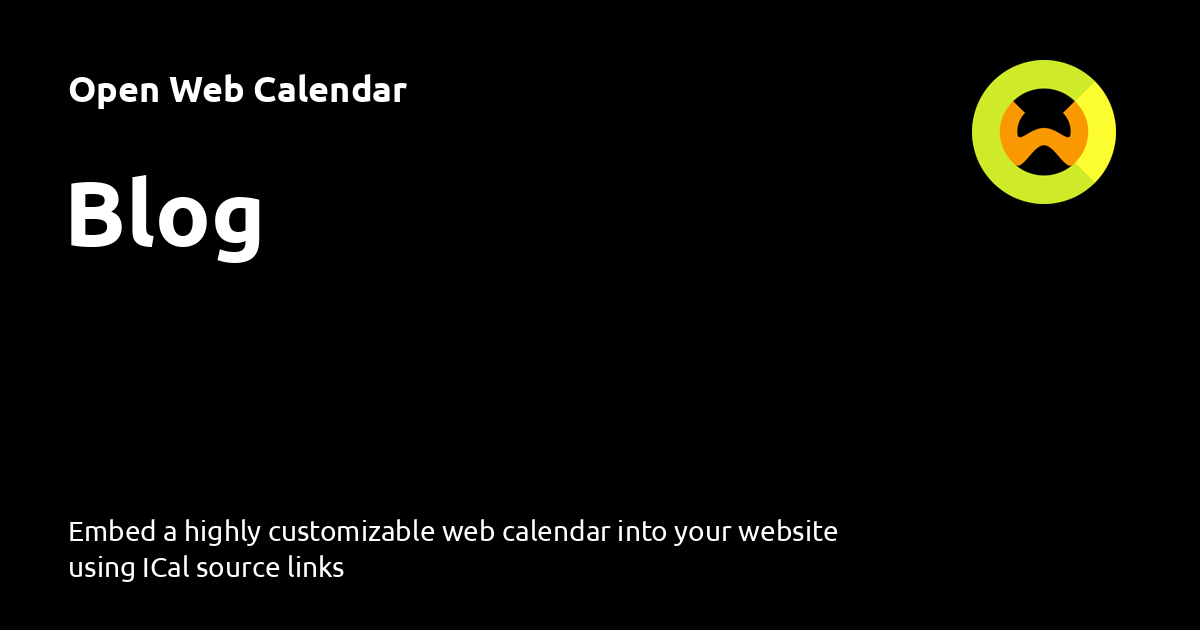 Open Web Calendar
Blog
Embed a highly customizable web calendar into your website
using ICal source links